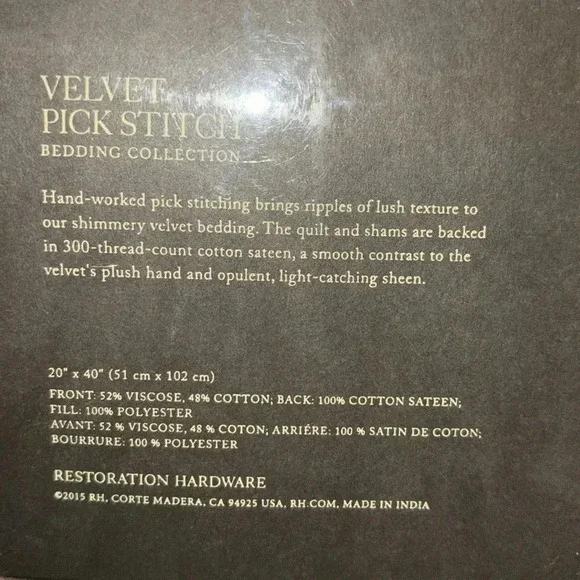 VELVET
PICK STITCH
BEDDING COLLECTION
Hand-worked pick stitching brings ripples of lush texture to
our shimmery velvet bedding. The quilt and shams are backed
in 300-thread-count cotton sateen, a smooth contrast to the
velvet's plush hand and opulent, light-catching sheen.
20" x 40" (51 cm x 102 cm)
FRONT: 52% VISCOSE, 48% COTTON; BACK: 100% COTTON SATEEN;
FILL: 100% POLYESTER
AVANT: 52 % VISCOSE, 48 % COTON; ARRIÉRE: 100 % SATIN DE COTON;
BOURRURE: 100 % POLYESTER
RESTORATION HARDWARE
©2015 RH, CORTE MADERA, CA 94925 USA, RH.COM, MADE IN INDIA